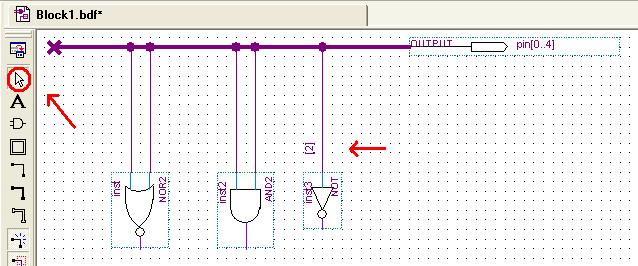 Block1.bdf*
OUTPUT
pin[0..4]
A
[2]
inst
NOR2
inst2
AND2
inst3
NOT